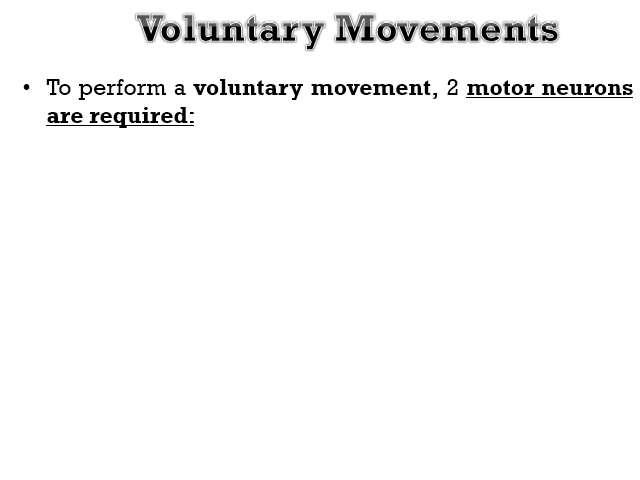 Voluntary Movements
• To perform a voluntary movement, 2 motor neurons
are required: